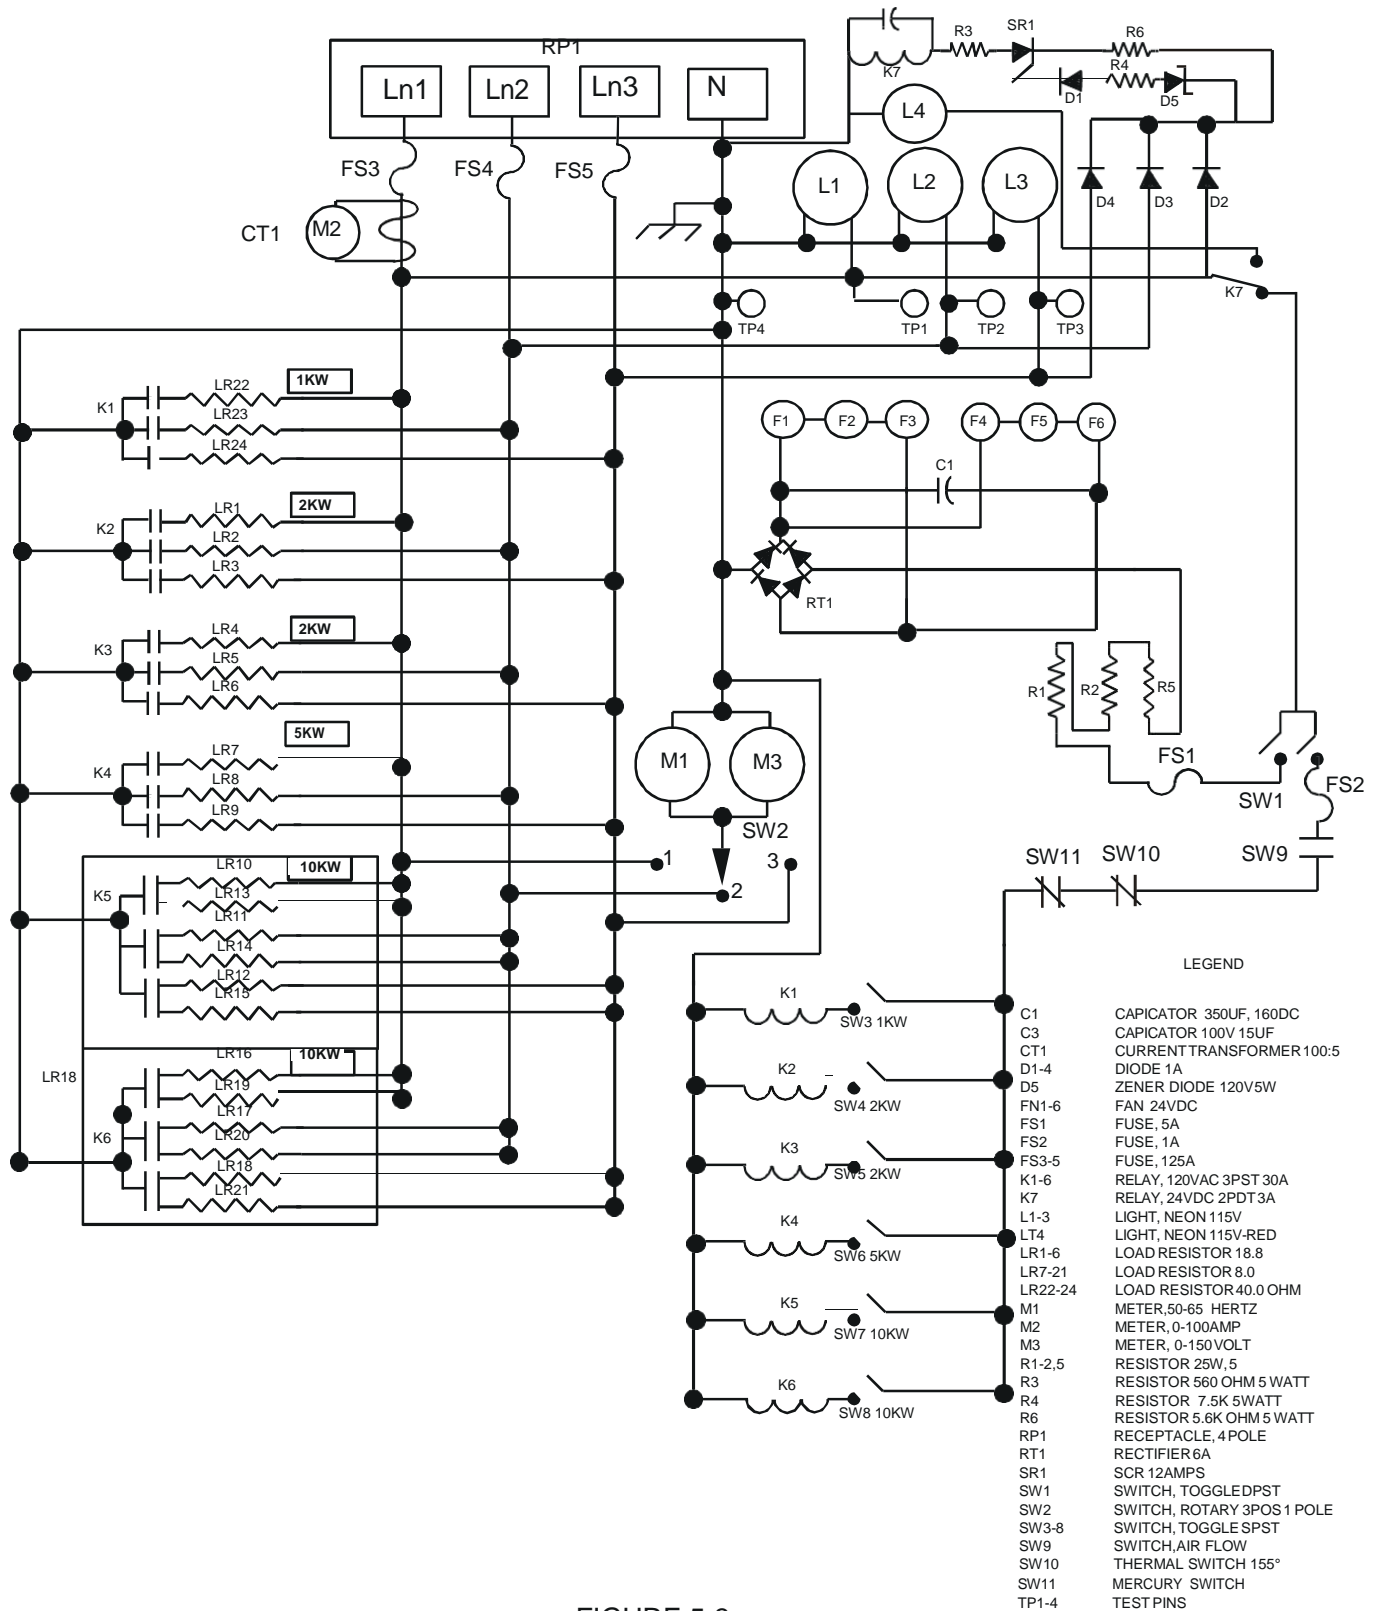 RP1
Ln1 Ln2 Ln3 N
K7
R3
SR1
R6
R4
D1
D5
L4
FS3
FS4
FS5
L1 L2 L3
D4 D3 D2
CT1
M2
K7
TP4 TP1 TP2 TP3
K1
LR22 1KW
LR23
LR24
K2
LR1 2KW
LR2
LR3
K3
LR4 2KW
LR5
LR6
K4
LR7 5KW
LR8
LR9
K5
LR10 10KW
LR13
LR11
LR14
LR12
LR15
LR18
K6
LR16 10KW
LR19
LR17
LR20
LR18
LR21
F1 F2 F3 F4 F5 F6
C1
RT1
R1 R2 R5
FS1
SW1
FS2
M1 M3
SW2
1 2 3
SW11 SW10 SW9
K1
SW3 1KW
K2
SW4 2KW
K3
SW5 2KW
K4
SW6 5KW
K5
SW7 10KW
K6
SW8 10KW
LEGEND
C1 CAPICATOR 350UF, 160DC
C3 CAPICATOR 100V 15UF
CT1 CURRENT TRANSFORMER 100:5
D1-4 DIODE 1A
D5 ZENER DIODE 120V5W
FN1-6 FAN 24VDC
FS1 FUSE, 5A
FS2 FUSE, 1A
FS3-5 FUSE, 125A
K1-6 RELAY, 120VAC 3PST 30A
K7 RELAY, 24VDC 2PDT 3A
L1-3 LIGHT, NEON 115V
LT4 LIGHT, NEON 115V-RED
LR1-6 LOAD RESISTOR 18.8
LR7-21 LOAD RESISTOR 8.0
LR22-24 LOAD RESISTOR 40.0 OHM
M1 METER,50-65 HERTZ
M2 METER, 0-100AMP
M3 METER, 0-150 VOLT
R1-2,5 RESISTOR 25W, 5
R3 RESISTOR 560 OHM 5 WATT
R4 RESISTOR 7.5K 5WATT
R6 RESISTOR 5.6K OHM 5 WATT
RP1 RECEPTACLE, 4 POLE
RT1 RECTIFIER 6A
SR1 SCR 12AMPS
SW1 SWITCH, TOGGLE DPST
SW2 SWITCH, ROTARY 3POS 1 POLE
SW3-8 SWITCH, TOGGLE SPST
SW9 SWITCH,AIR FLOW
SW10 THERMAL SWITCH 155°
SW11 MERCURY SWITCH
TP1-4 TEST PINS